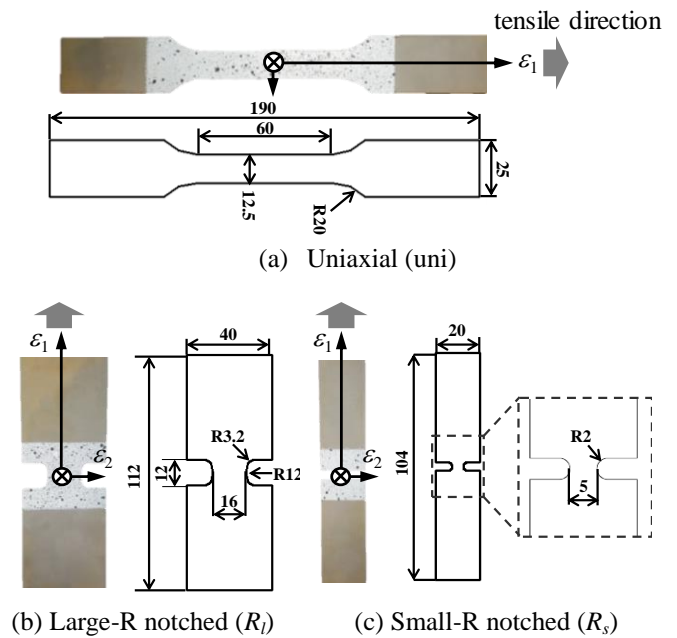 tensile direction
ε1
190
60
12.5
25
R20
(a) Uniaxial (uni)
ε1
ε2
40
112
12
R3.2
R12
16
(b) Large-R notched (Rl)
ε1
ε2
20
104
R2
5
(c) Small-R notched (Rs)